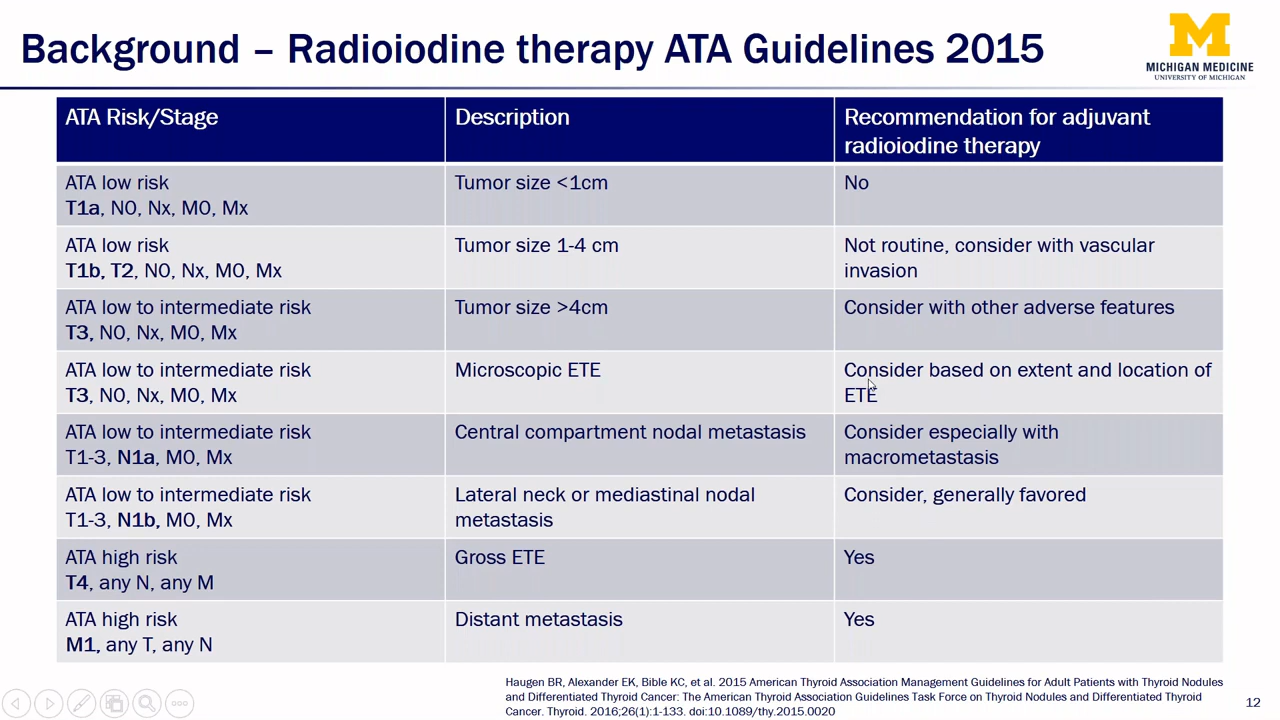 Background – Radioiodine therapy ATA Guidelines 2015
M
MICHIGAN MEDICINE
UNIVERSITY OF MICHIGAN
ATA Risk/Stage
Description
Recommendation for adjuvant
radioiodine therapy
ATA low risk
T1a, N0, Nx, M0, Mx
Tumor size <1cm
No
ATA low risk
T1b, T2, N0, Nx, M0, Mx
Tumor size 1-4 cm
Not routine, consider with vascular
invasion
ATA low to intermediate risk
T3, N0, Nx, M0, Mx
Tumor size >4cm
Consider with other adverse features
ATA low to intermediate risk
T3, N0, Nx, M0, Mx
Microscopic ETE
Consider based on extent and location of
ETE
ATA low to intermediate risk
T1-3, N1a, M0, Mx
Central compartment nodal metastasis
Consider especially with
macrometastasis
ATA low to intermediate risk
T1-3, N1b, M0, Mx
Lateral neck or mediastinal nodal
metastasis
Consider, generally favored
ATA high risk
T4, any N, any M
Gross ETE
Yes
ATA high risk
M1, any T, any N
Distant metastasis
Yes
Haugen BR, Alexander EK, Bible KC, et al. 2015 American Thyroid Association Management Guidelines for Adult Patients with Thyroid Nodules
and Differentiated Thyroid Cancer: The American Thyroid Association Guidelines Task Force on Thyroid Nodules and Differentiated Thyroid
Cancer. Thyroid. 2016;26(1):1-133. doi:10.1089/thy.2015.0020
12